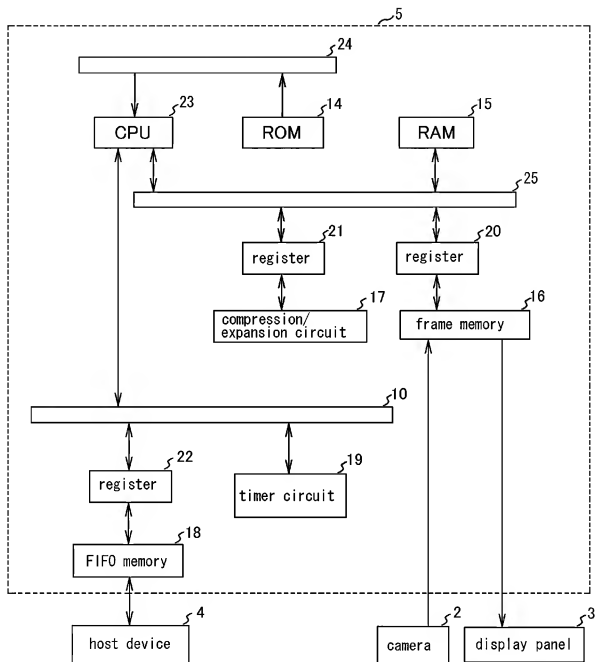 5
24
23
14
15
CPU
ROM
RAM
25
21
20
register
register
17
16
compression/
expansion circuit
frame memory
10
22
19
register
timer circuit
18
FIFO memory
4
2
3
host device
camera
display panel